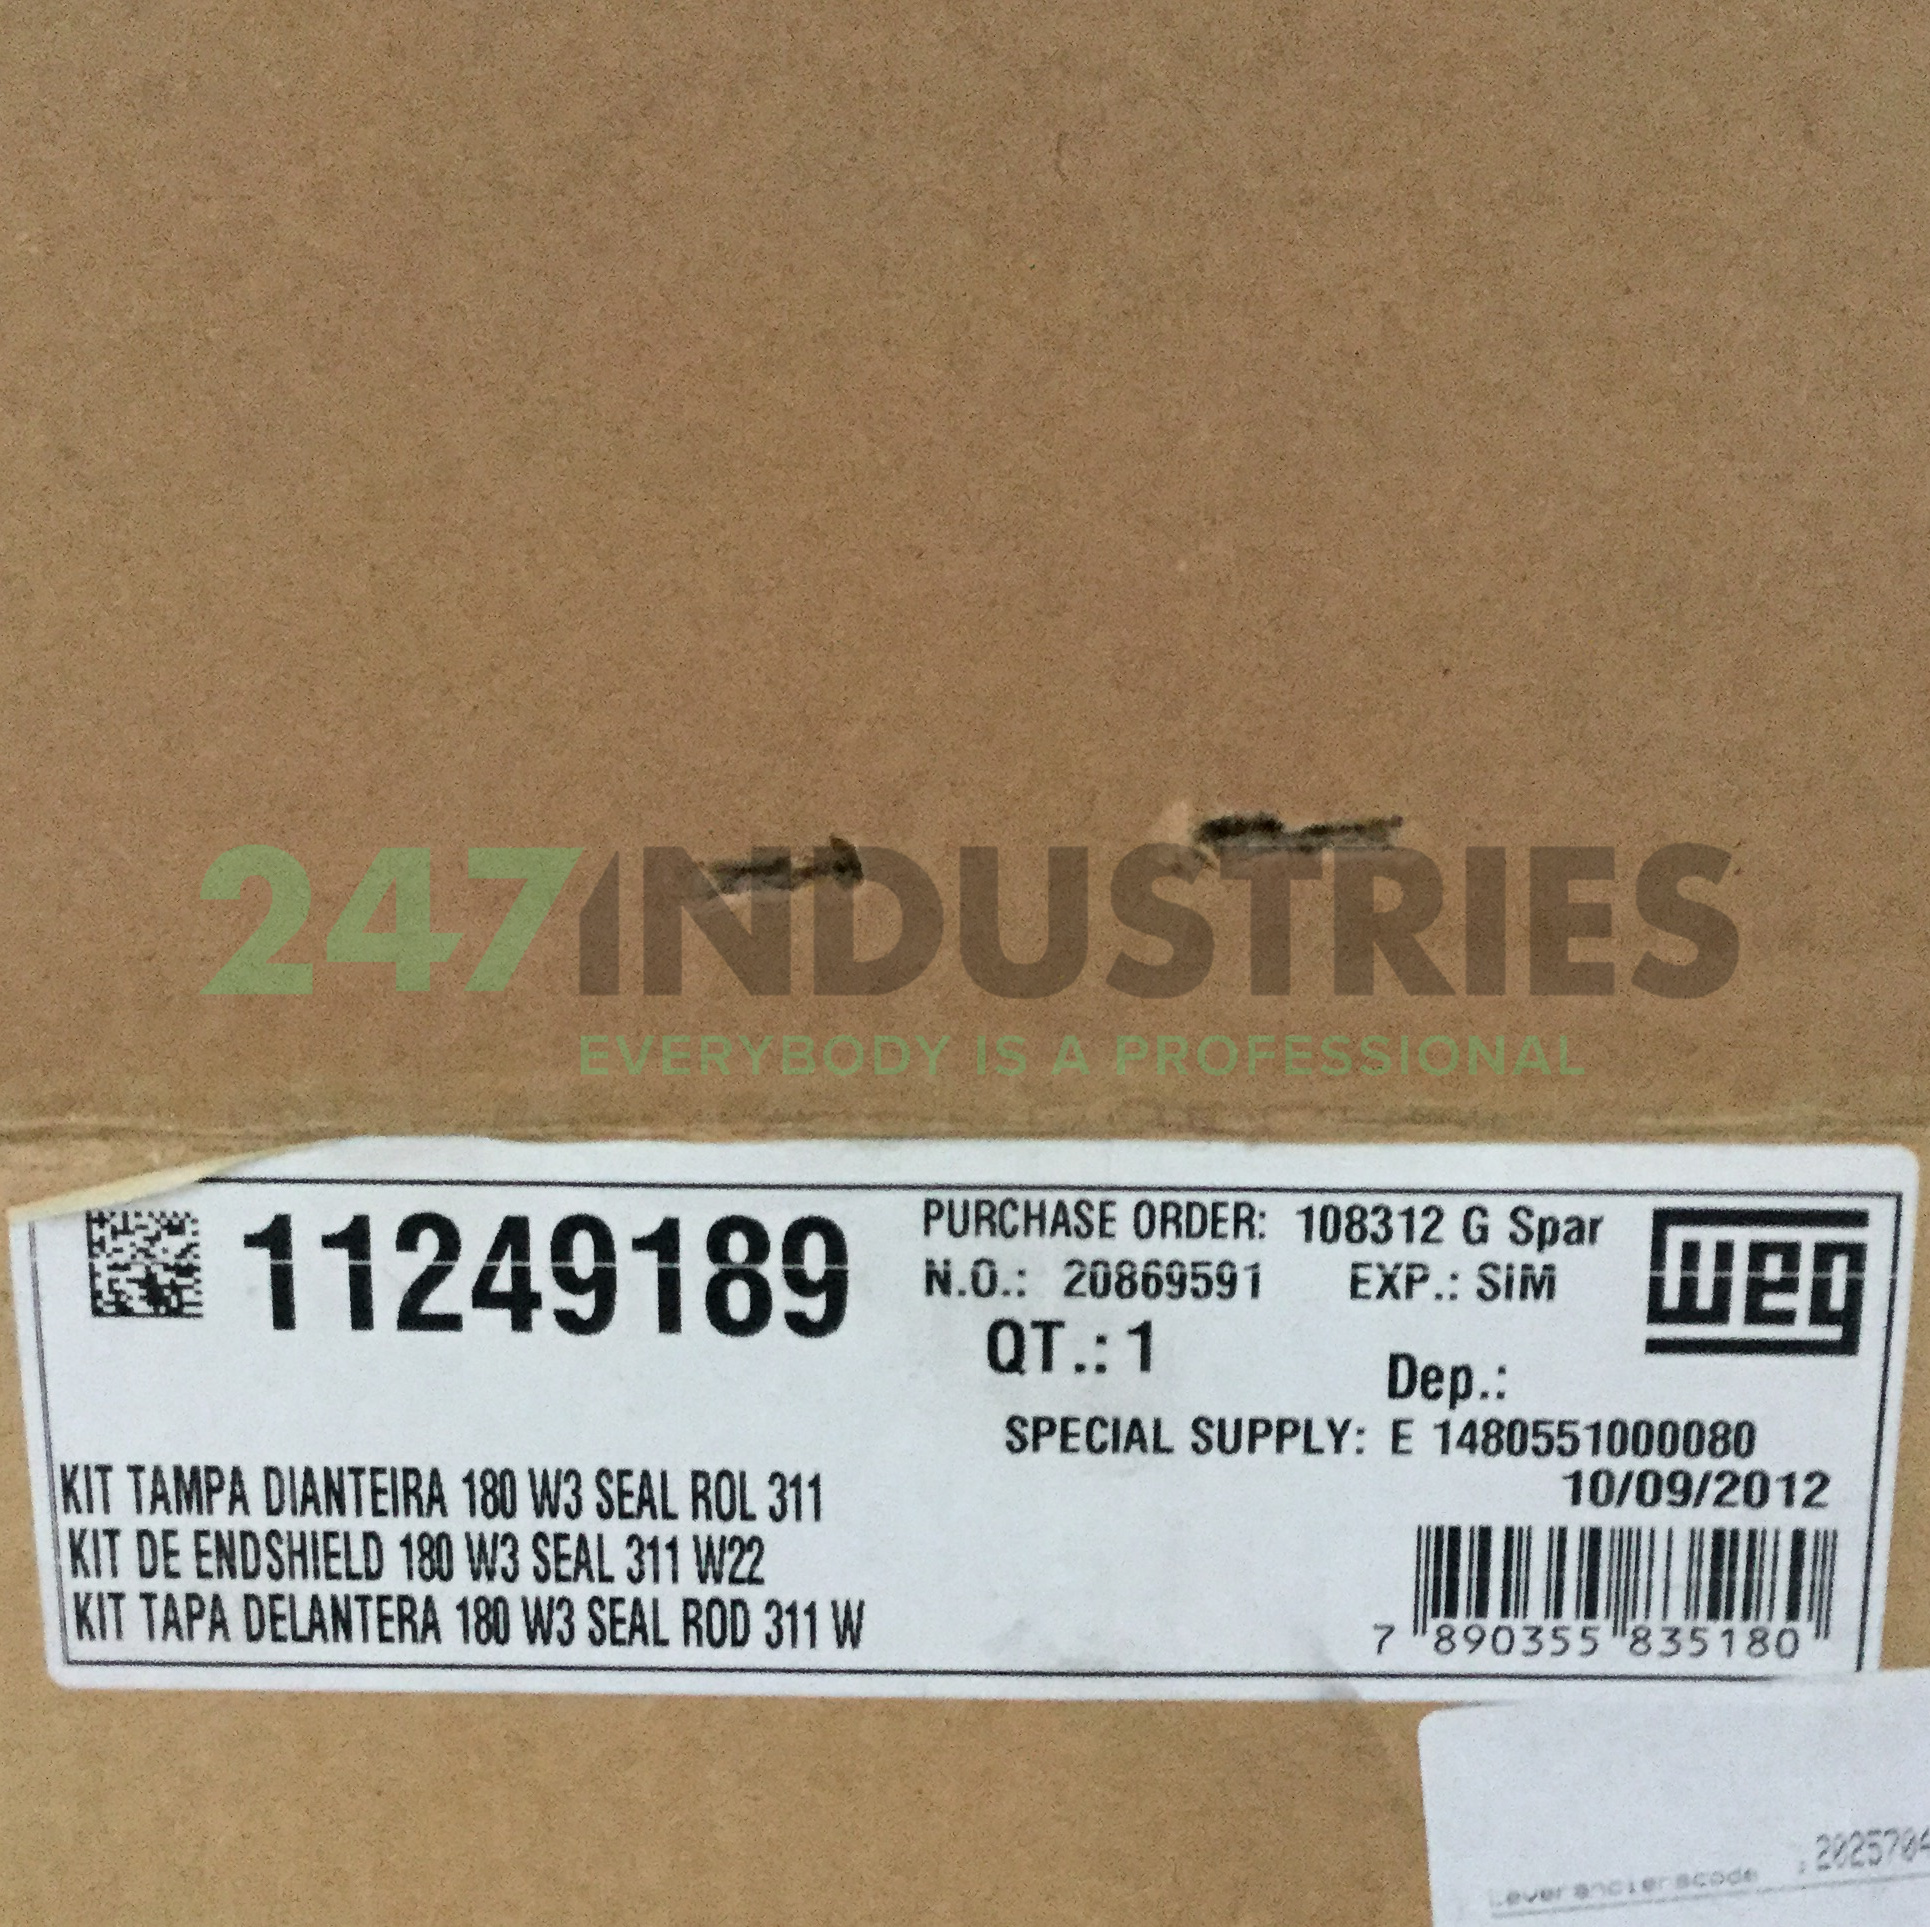 247INDUSTRIES
EVERYBODY IS A PROFESSIONAL
11249189
PURCHASE ORDER: 108312 G Spar
N.O.: 20869591 EXP.: SIM
weg
QT.: 1
Dep.:
SPECIAL SUPPLY: E 1480551000080
10/09/2012
KIT TAMPA DIANTEIRA 180 W3 SEAL ROL 311
KIT DE ENDSHIELD 180 W3 SEAL 311 W22
KIT TAPA DELANTERA 180 W3 SEAL ROD 311 W
7 890355 835180
Leverancierscode : 2025704